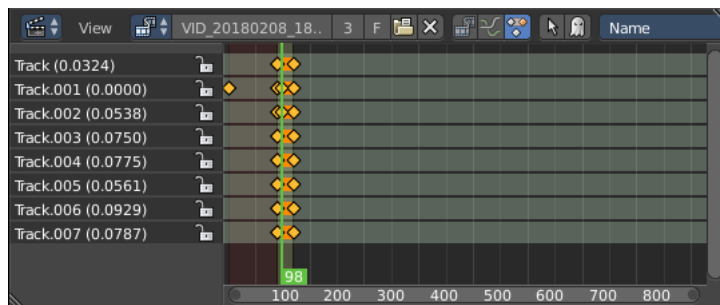 View VID_20180208_18.. 3 F Name
Track (0.0324)
Track.001 (0.0000)
Track.002 (0.0538)
Track.003 (0.0750)
Track.004 (0.0775)
Track.005 (0.0561)
Track.006 (0.0929)
Track.007 (0.0787)
98
100 200 300 400 500 600 700 800